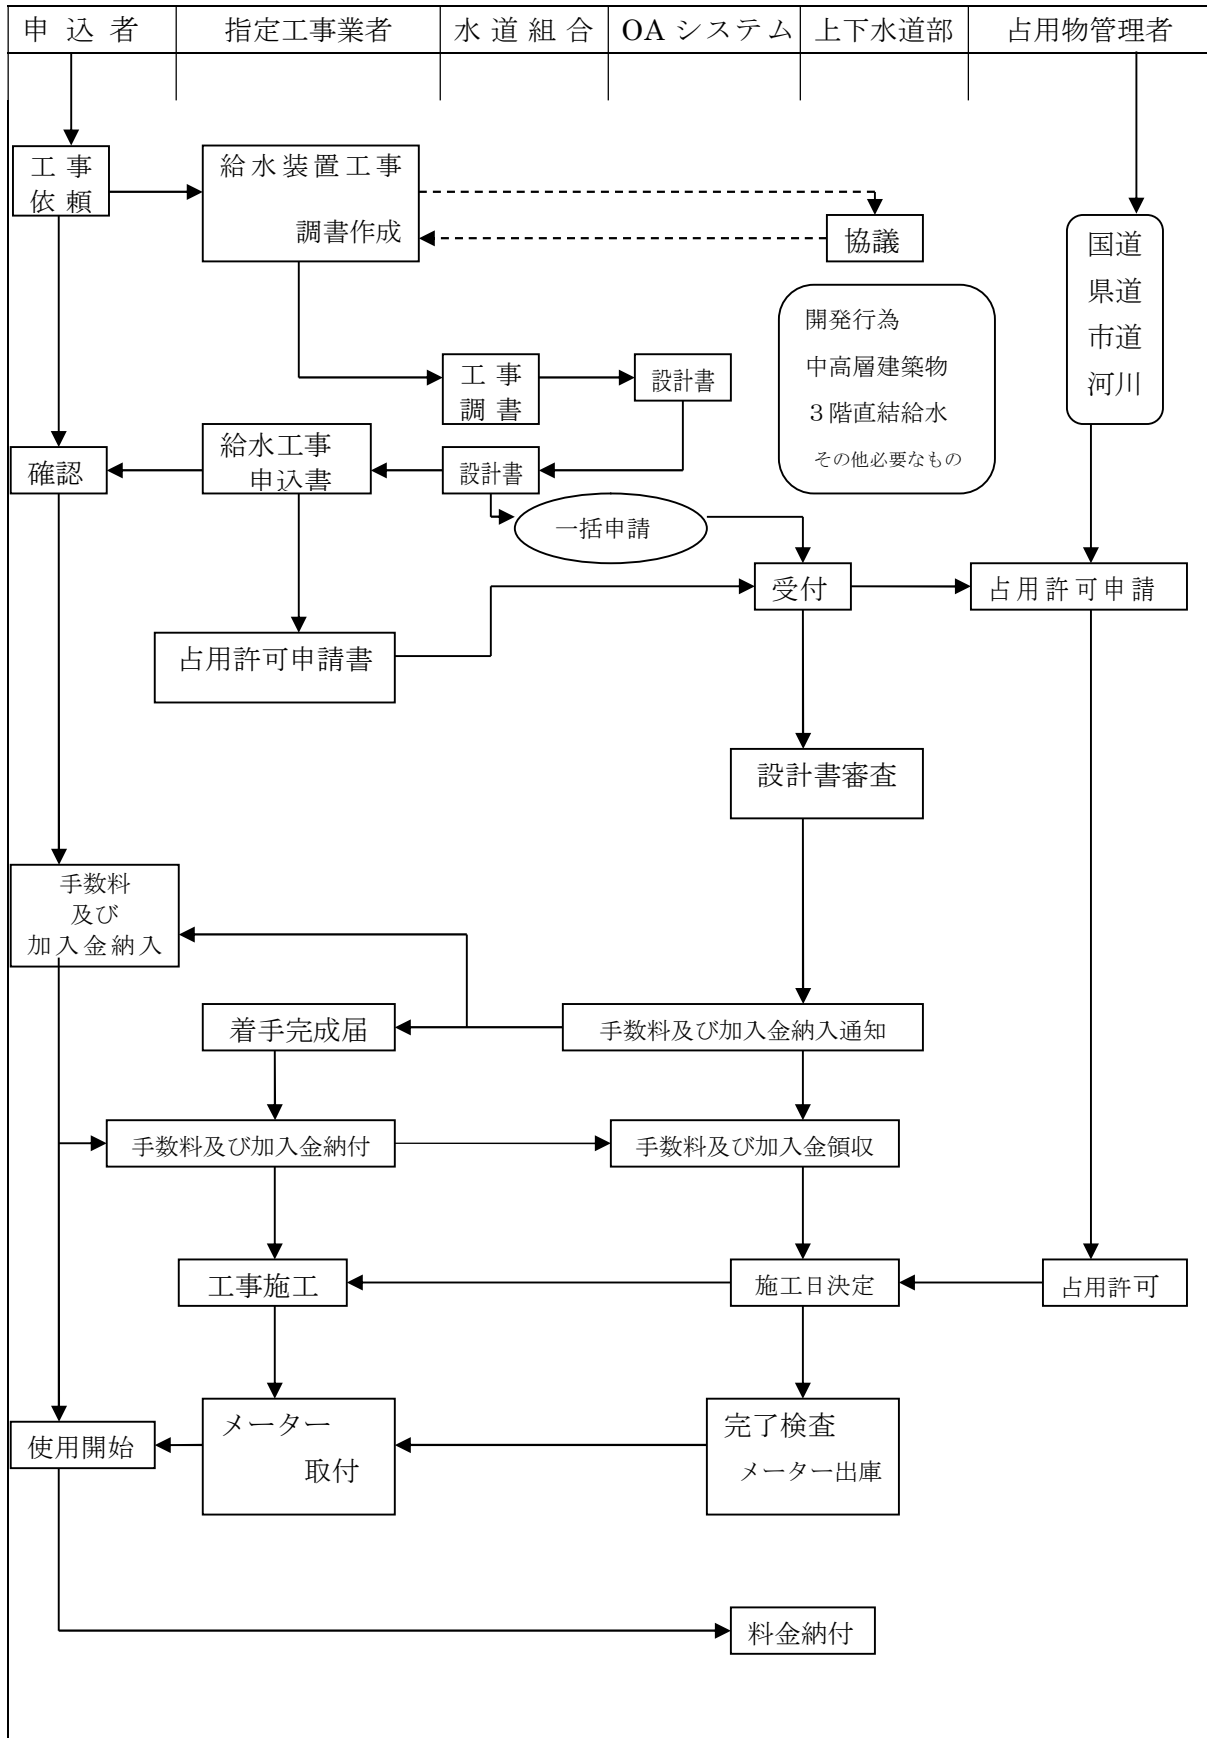 申込者 指定工事業者 水道組合 OAシステム 上下水道部 占用物管理者
工事
依頼
給水装置工事
調書作成
協議
国道
県道
市道
河川
開発行為
中高層建築物
３階直結給水
その他必要なもの
工事
調書
設計書
確認
給水工事
申込書
設計書
一括申請
受付
占用許可申請
占用許可申請書
設計書審査
手数料
及び
加入金納入
着手完成届
手数料及び加入金納入通知
手数料及び加入金納付
手数料及び加入金領収
工事施工
施工日決定
占用許可
使用開始
メーター
取付
完了検査
メーター出庫
料金納付